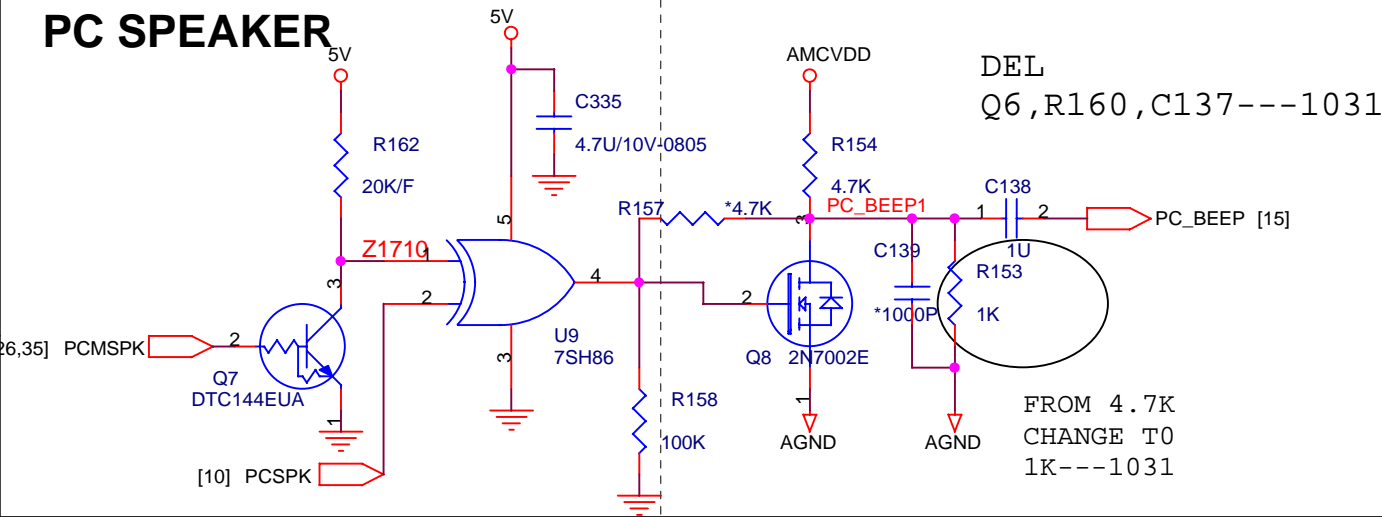 PC SPEAKER
5V
5V
AMCVDD
DEL
Q6,R160,C137---1031
C335
4.7U/10V-0805
R162
20K/F
R154
4.7K
5
R157
*4.7K
3
PC_BEEP1
C138
1
2
1U
PC_BEEP [15]
Z1710
1
2
4
3
C139
*1000P
R153
1K
2
U9
7SH86
3
Q8 2N7002E
26,35] PCMSPK
2
Q7
DTC144EUA
1
R158
100K
1
AGND
AGND
FROM 4.7K
CHANGE T0
1K---1031
[10] PCSPK